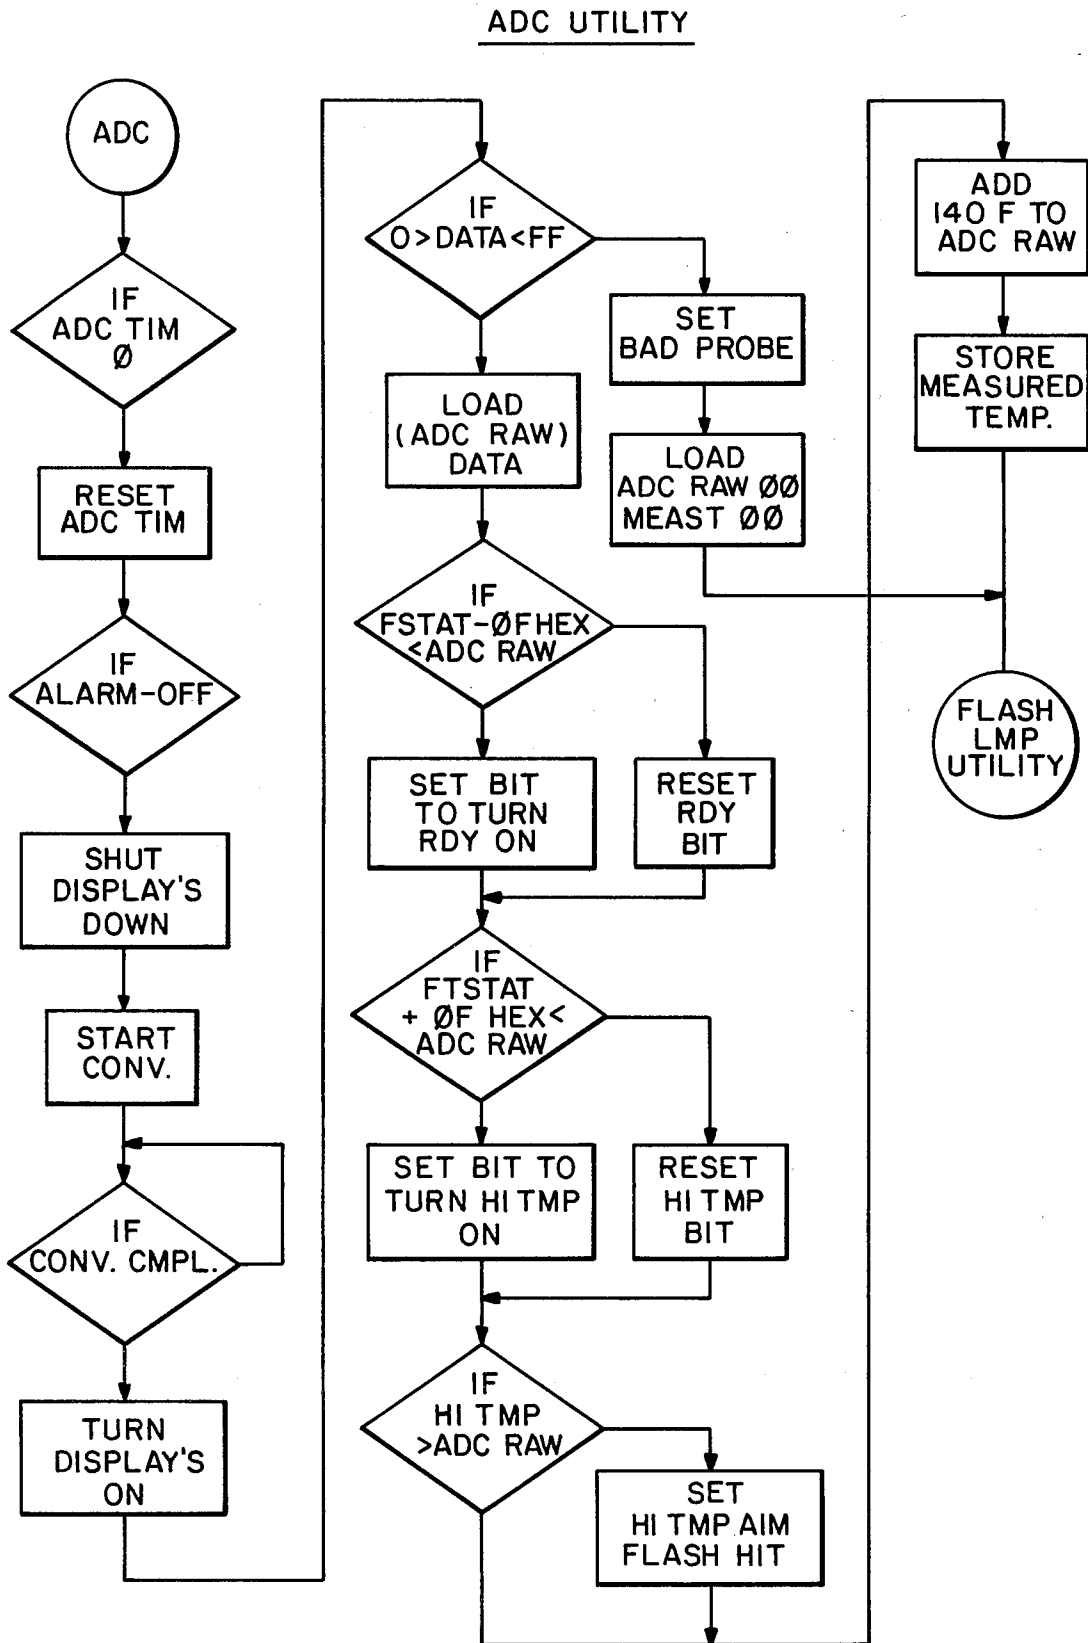 ADC UTILITY
ADC
IF
ADC TIM
Ø
RESET
ADC TIM
IF
ALARM-OFF
SHUT
DISPLAY'S
DOWN
START
CONV.
IF
CONV. CMPL.
TURN
DISPLAY'S
ON
IF
0>DATA<FF
SET
BAD PROBE
LOAD
ADC RAW ØØ
MEAST ØØ
LOAD
(ADC RAW)
DATA
IF
FSTAT-ØFHEX
<ADC RAW
SET BIT
TO TURN
RDY ON
RESET
RDY
BIT
IF
FTSTAT
+ ØF HEX<
ADC RAW
SET BIT TO
TURN HI TMP
ON
RESET
HI TMP
BIT
IF
HI TMP
>ADC RAW
SET
HI TMP AIM
FLASH HIT
ADD
140 F TO
ADC RAW
STORE
MEASURED
TEMP.
FLASH
LMP
UTILITY